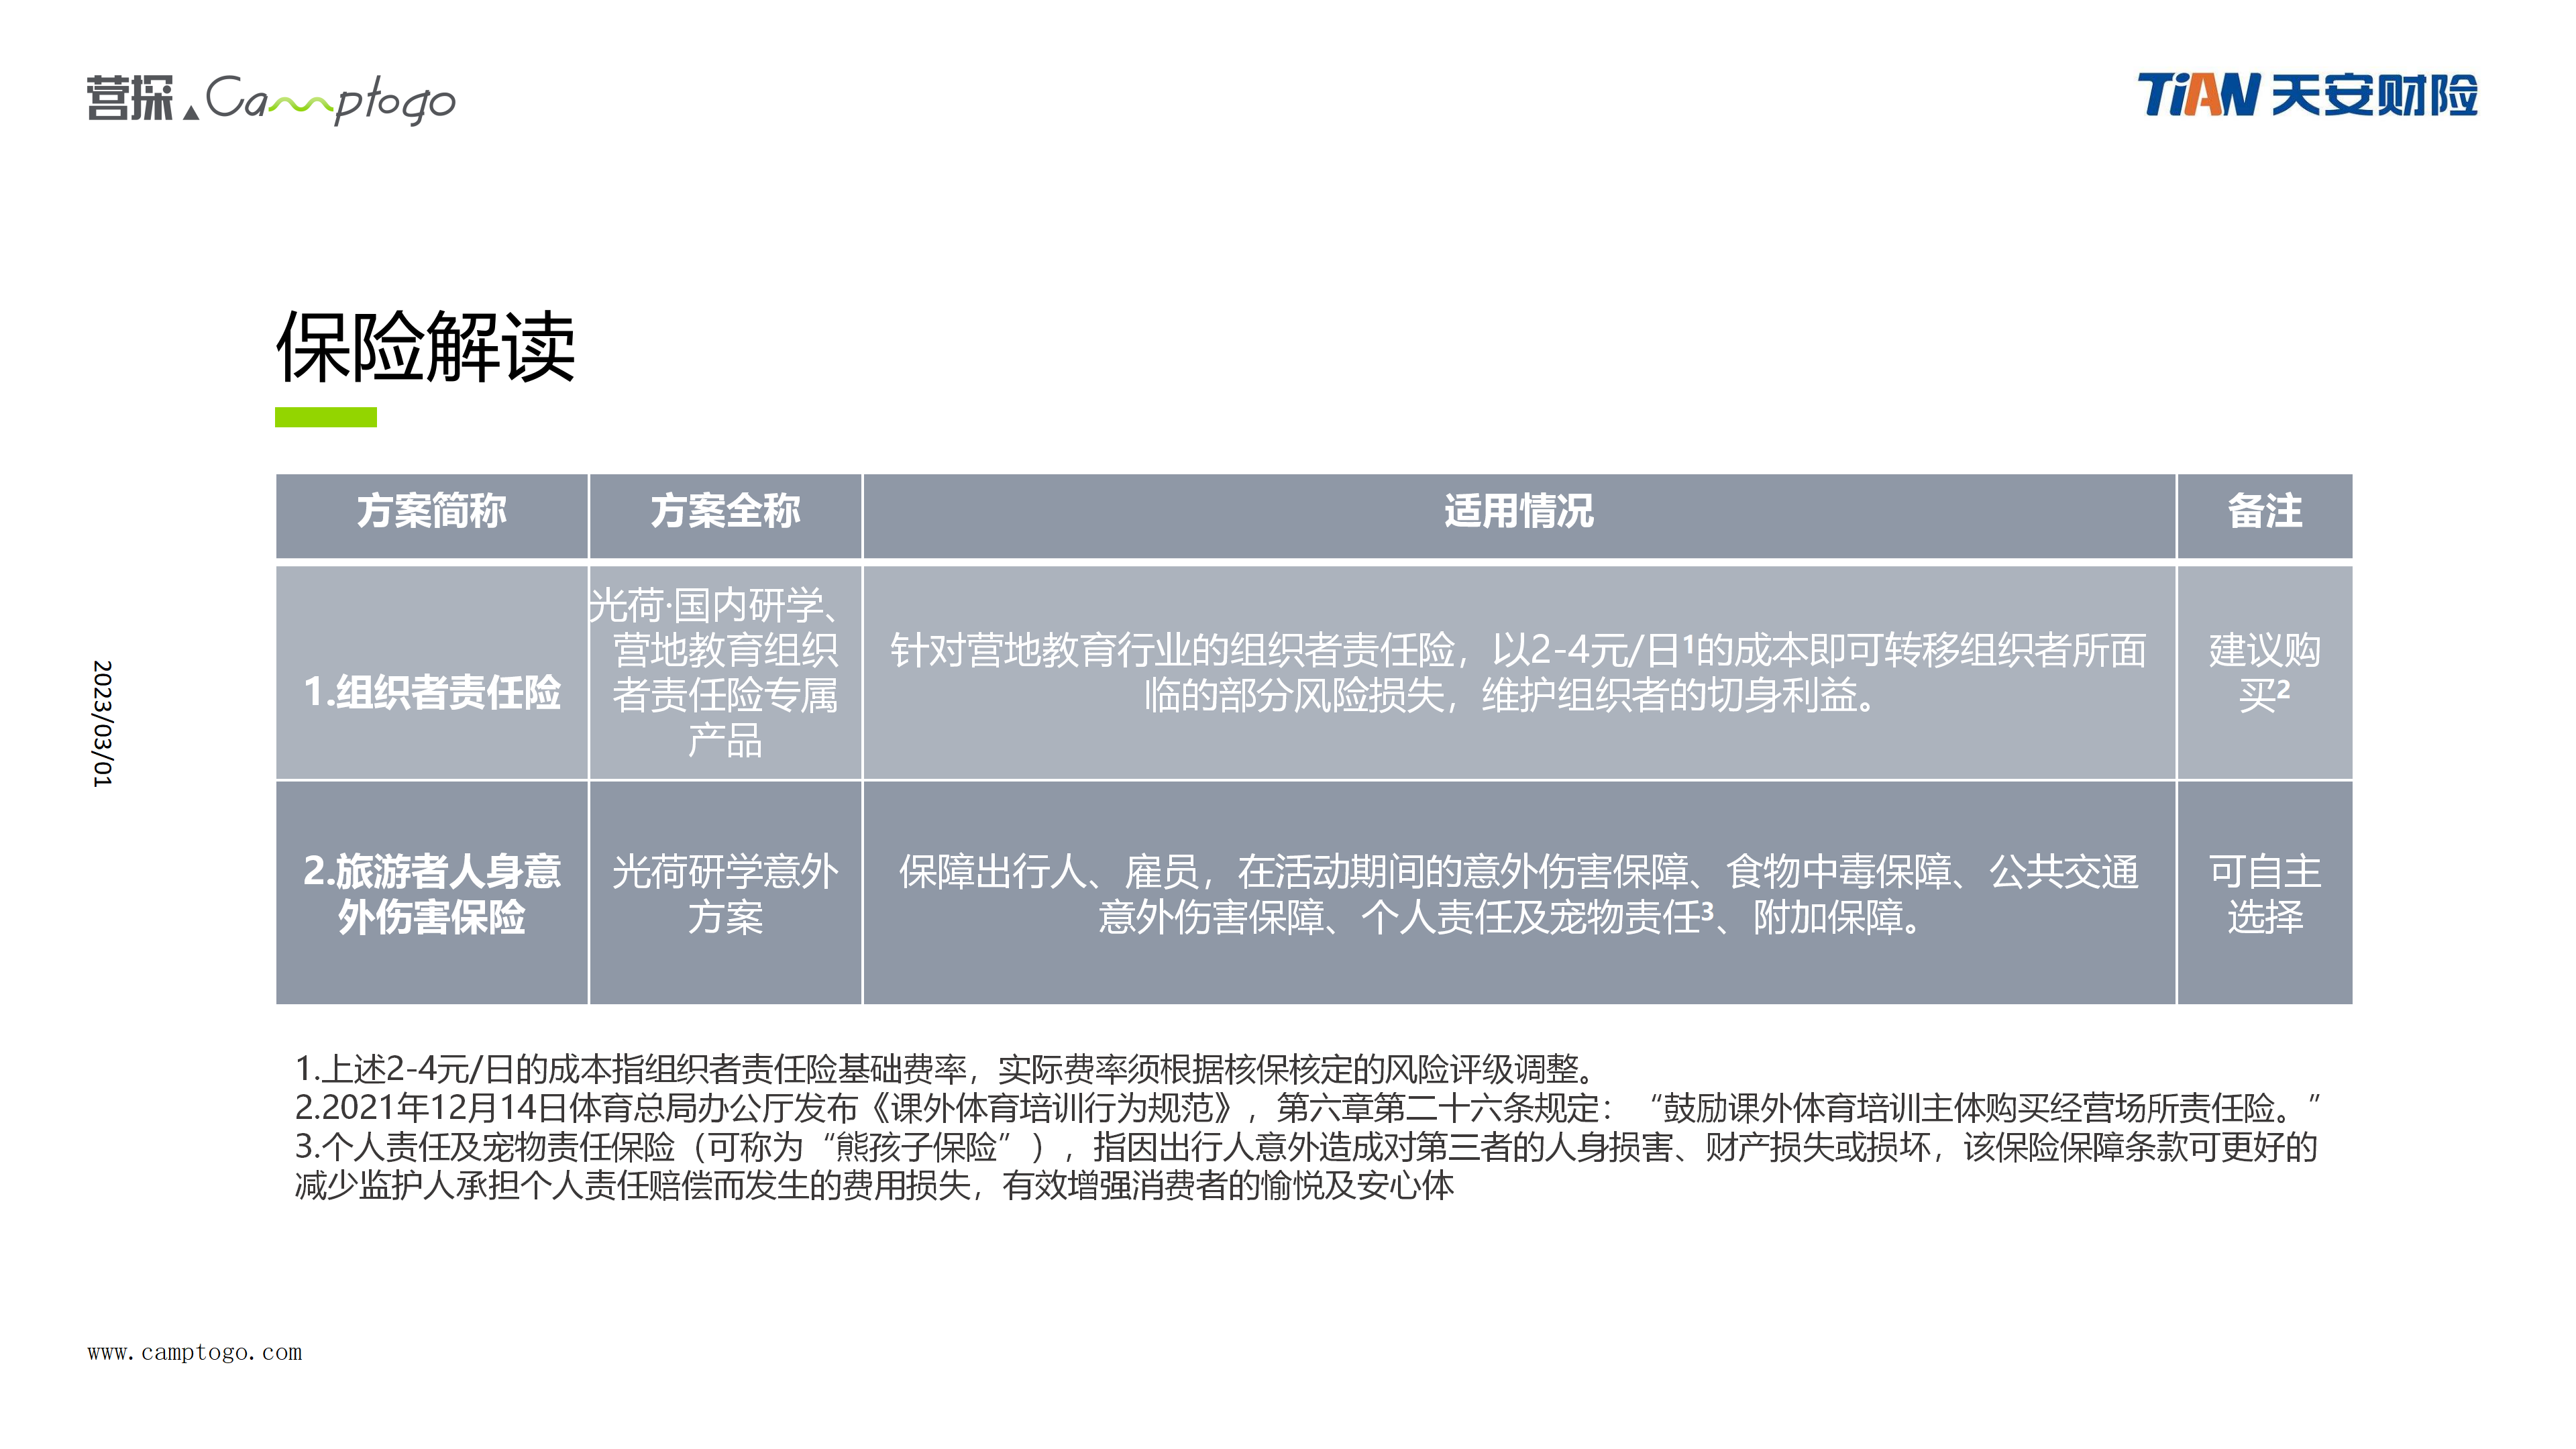 营探 Camptogo
TIAN 天安财险
保险解读
方案简称
方案全称
适用情况
备注
1.组织者责任险
光荷·国内研学、
营地教育组织
者责任险专属
产品
针对营地教育行业的组织者责任险，以2-4元/日¹的成本即可转移组织者所面
临的部分风险损失，维护组织者的切身利益。
建议购
买²
2.旅游者人身意
外伤害保险
光荷研学意外
方案
保障出行人、雇员，在活动期间的意外伤害保障、食物中毒保障、公共交通
意外伤害保障、个人责任及宠物责任³、附加保障。
可自主
选择
2023/03/01
1.上述2-4元/日的成本指组织者责任险基础费率，实际费率须根据核保核定的风险评级调整。
2.2021年12月14日体育总局办公厅发布《课外体育培训行为规范》，第六章第二十六条规定：“鼓励课外体育培训主体购买经营场所责任险。”
3.个人责任及宠物责任保险（可称为“熊孩子保险”），指因出行人意外造成对第三者的人身损害、财产损失或损坏，该保险保障条款可更好的
减少监护人承担个人责任赔偿而发生的费用损失，有效增强消费者的愉悦及安心体
www.camptogo.com